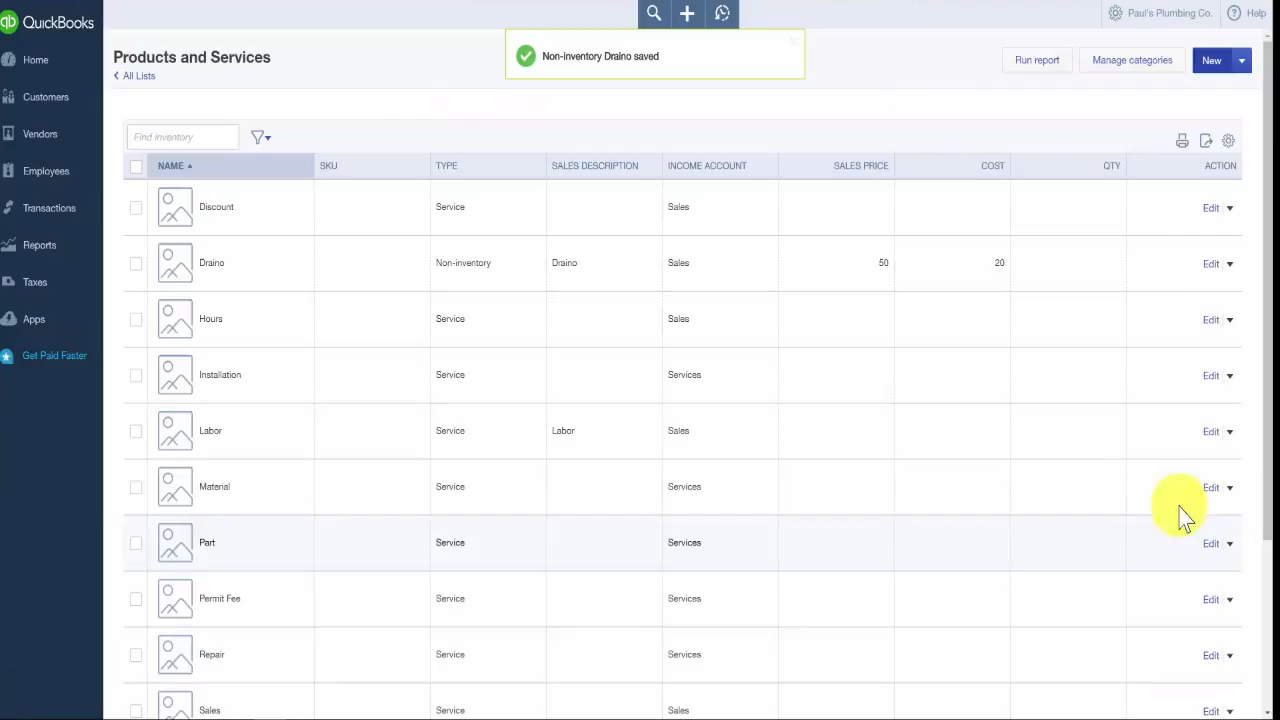 QuickBooks
Paul's Plumbing Co.
Help
Home
Customers
Vendors
Employees
Transactions
Reports
Taxes
Apps
Get Paid Faster
Products and Services
All Lists
Non-inventory Draino saved
Run report
Manage categories
New
Find Inventory
NAME SKU TYPE SALES DESCRIPTION INCOME ACCOUNT SALES PRICE COST QTY ACTION
Discount Service Sales Edit
Draino Non-inventory Draino Sales 50 20 Edit
Hours Service Sales Edit
Installation Service Services Edit
Labor Service Labor Sales Edit
Material Service Services Edit
Part Service Services Edit
Permit Fee Service Services Edit
Repair Service Services Edit
Sales Service Services Edit